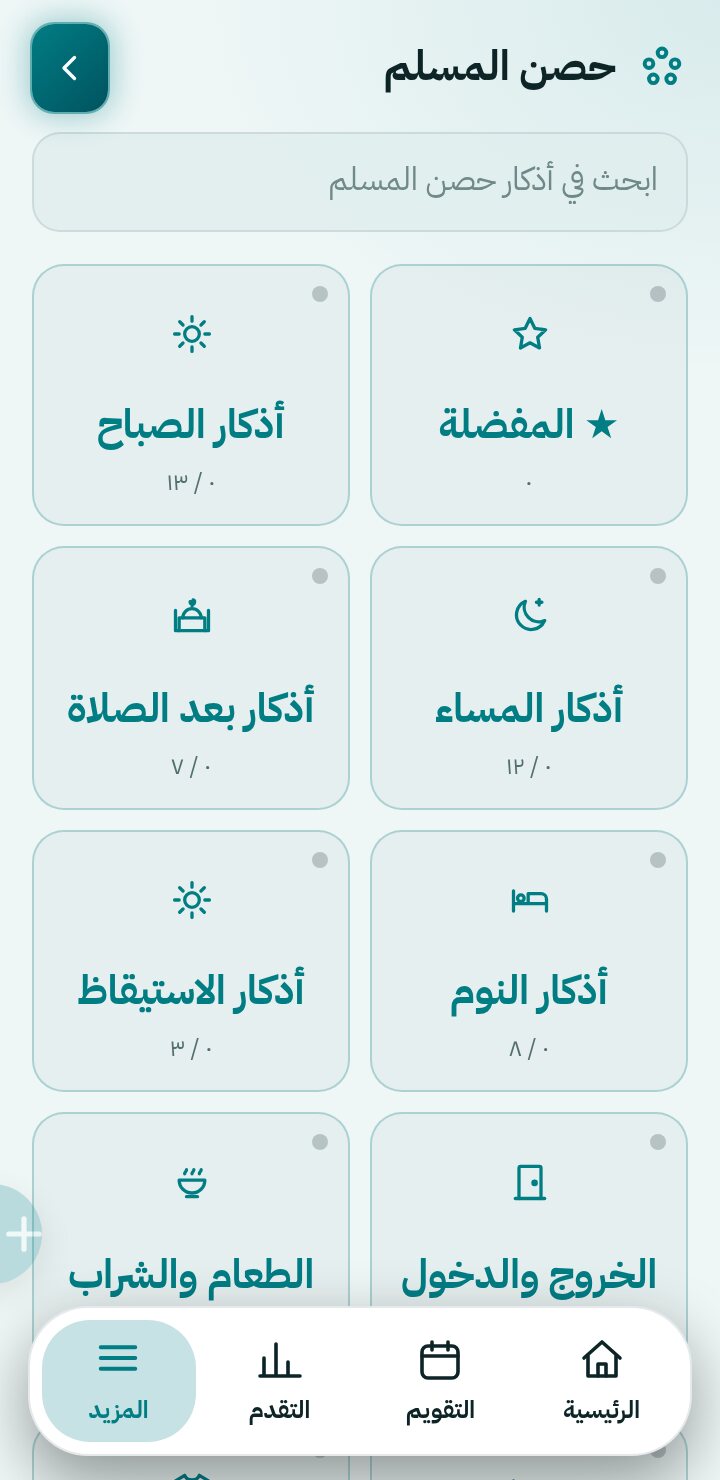 حصن المسلم
ابحث في أذكار حصن المسلم
★ المفضلة
٠
أذكار الصباح
٠ / ١٣
أذكار المساء
٠ / ١٢
أذكار بعد الصلاة
٠ / ٧
أذكار النوم
٠ / ٨
أذكار الاستيقاظ
٠ / ٣
الخروج والدخول
الطعام والشراب
الرئيسية
التقويم
التقدم
المزيد